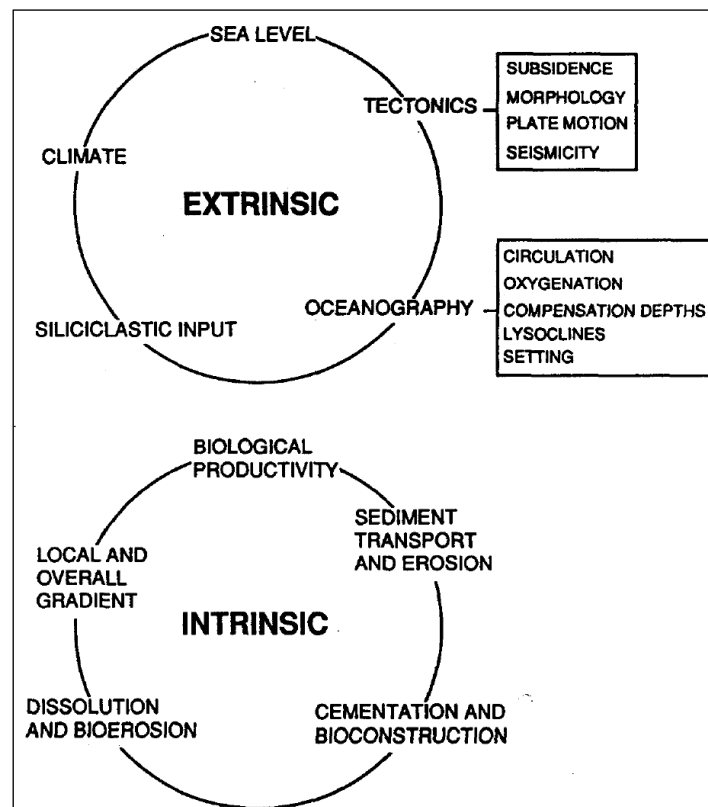 SEA LEVEL
TECTONICS
SUBSIDENCE
MORPHOLOGY
PLATE MOTION
SEISMICITY
CLIMATE
EXTRINSIC
SILICICLASTIC INPUT
OCEANOGRAPHY
CIRCULATION
OXYGENATION
COMPENSATION DEPTHS
LYSOCLINES
SETTING
BIOLOGICAL
PRODUCTIVITY
SEDIMENT
TRANSPORT
AND EROSION
LOCAL AND
OVERALL
GRADIENT
INTRINSIC
DISSOLUTION
AND BIOEROSION
CEMENTATION AND
BIOCONSTRUCTION